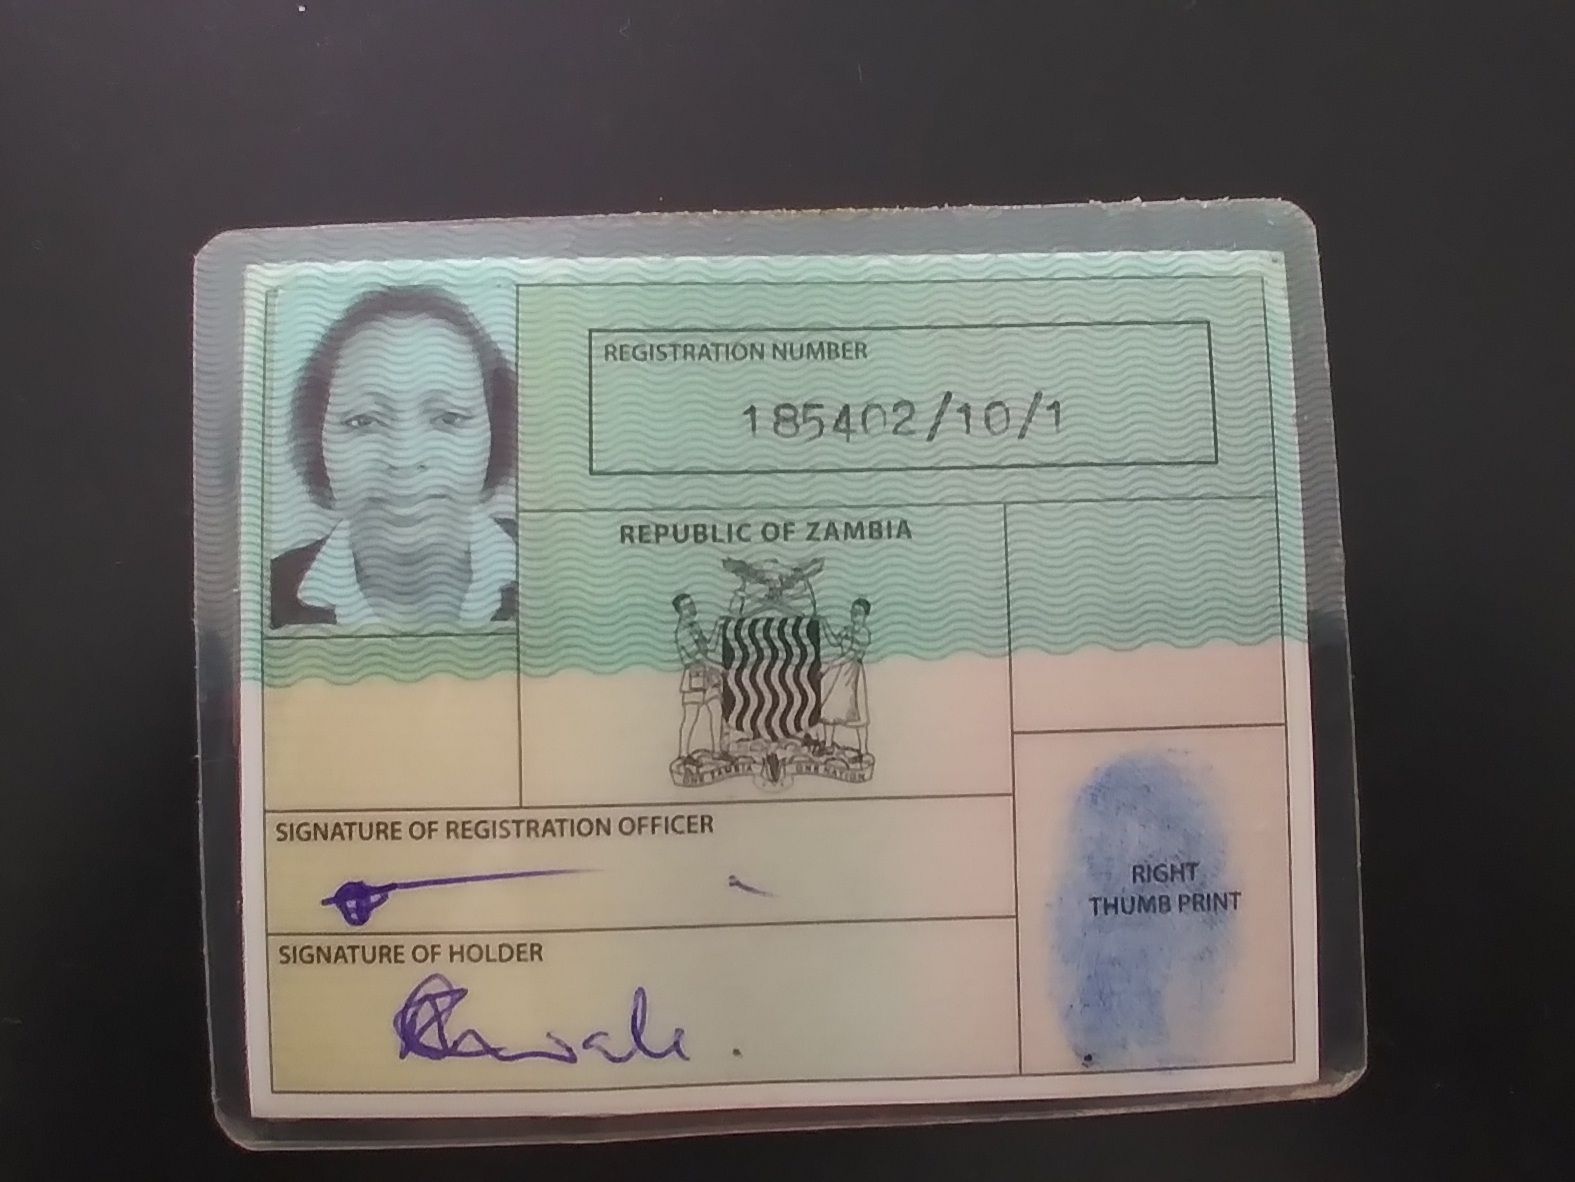 REGISTRATION NUMBER
185402/10/1
REPUBLIC OF ZAMBIA
ONE ZAMBIA ONE NATION
SIGNATURE OF REGISTRATION OFFICER
SIGNATURE OF HOLDER
RIGHT
THUMB PRINT